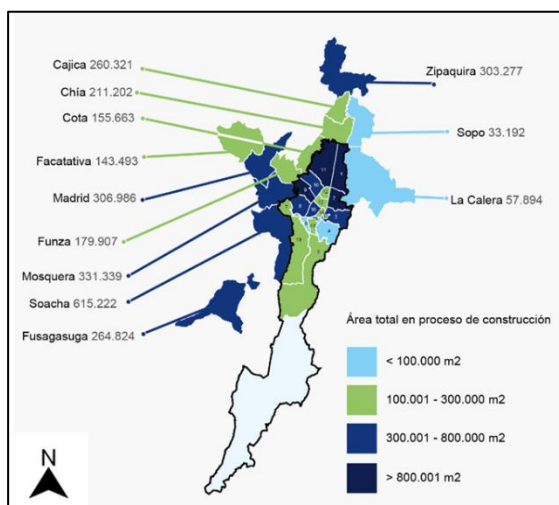 Cajica 260.321
Zipaquira 303.277
Chía 211.202
Cota 155.663
Sopo 33.192
Facatativa 143.493
Madrid 306.986
La Calera 57.894
Funza 179.907
Mosquera 331.339
Soacha 615.222
Fusagasuga 264.824
Área total en proceso de construcción
< 100.000 m2
100.001 - 300.000 m2
300.001 - 800.000 m2
> 800.001 m2
N